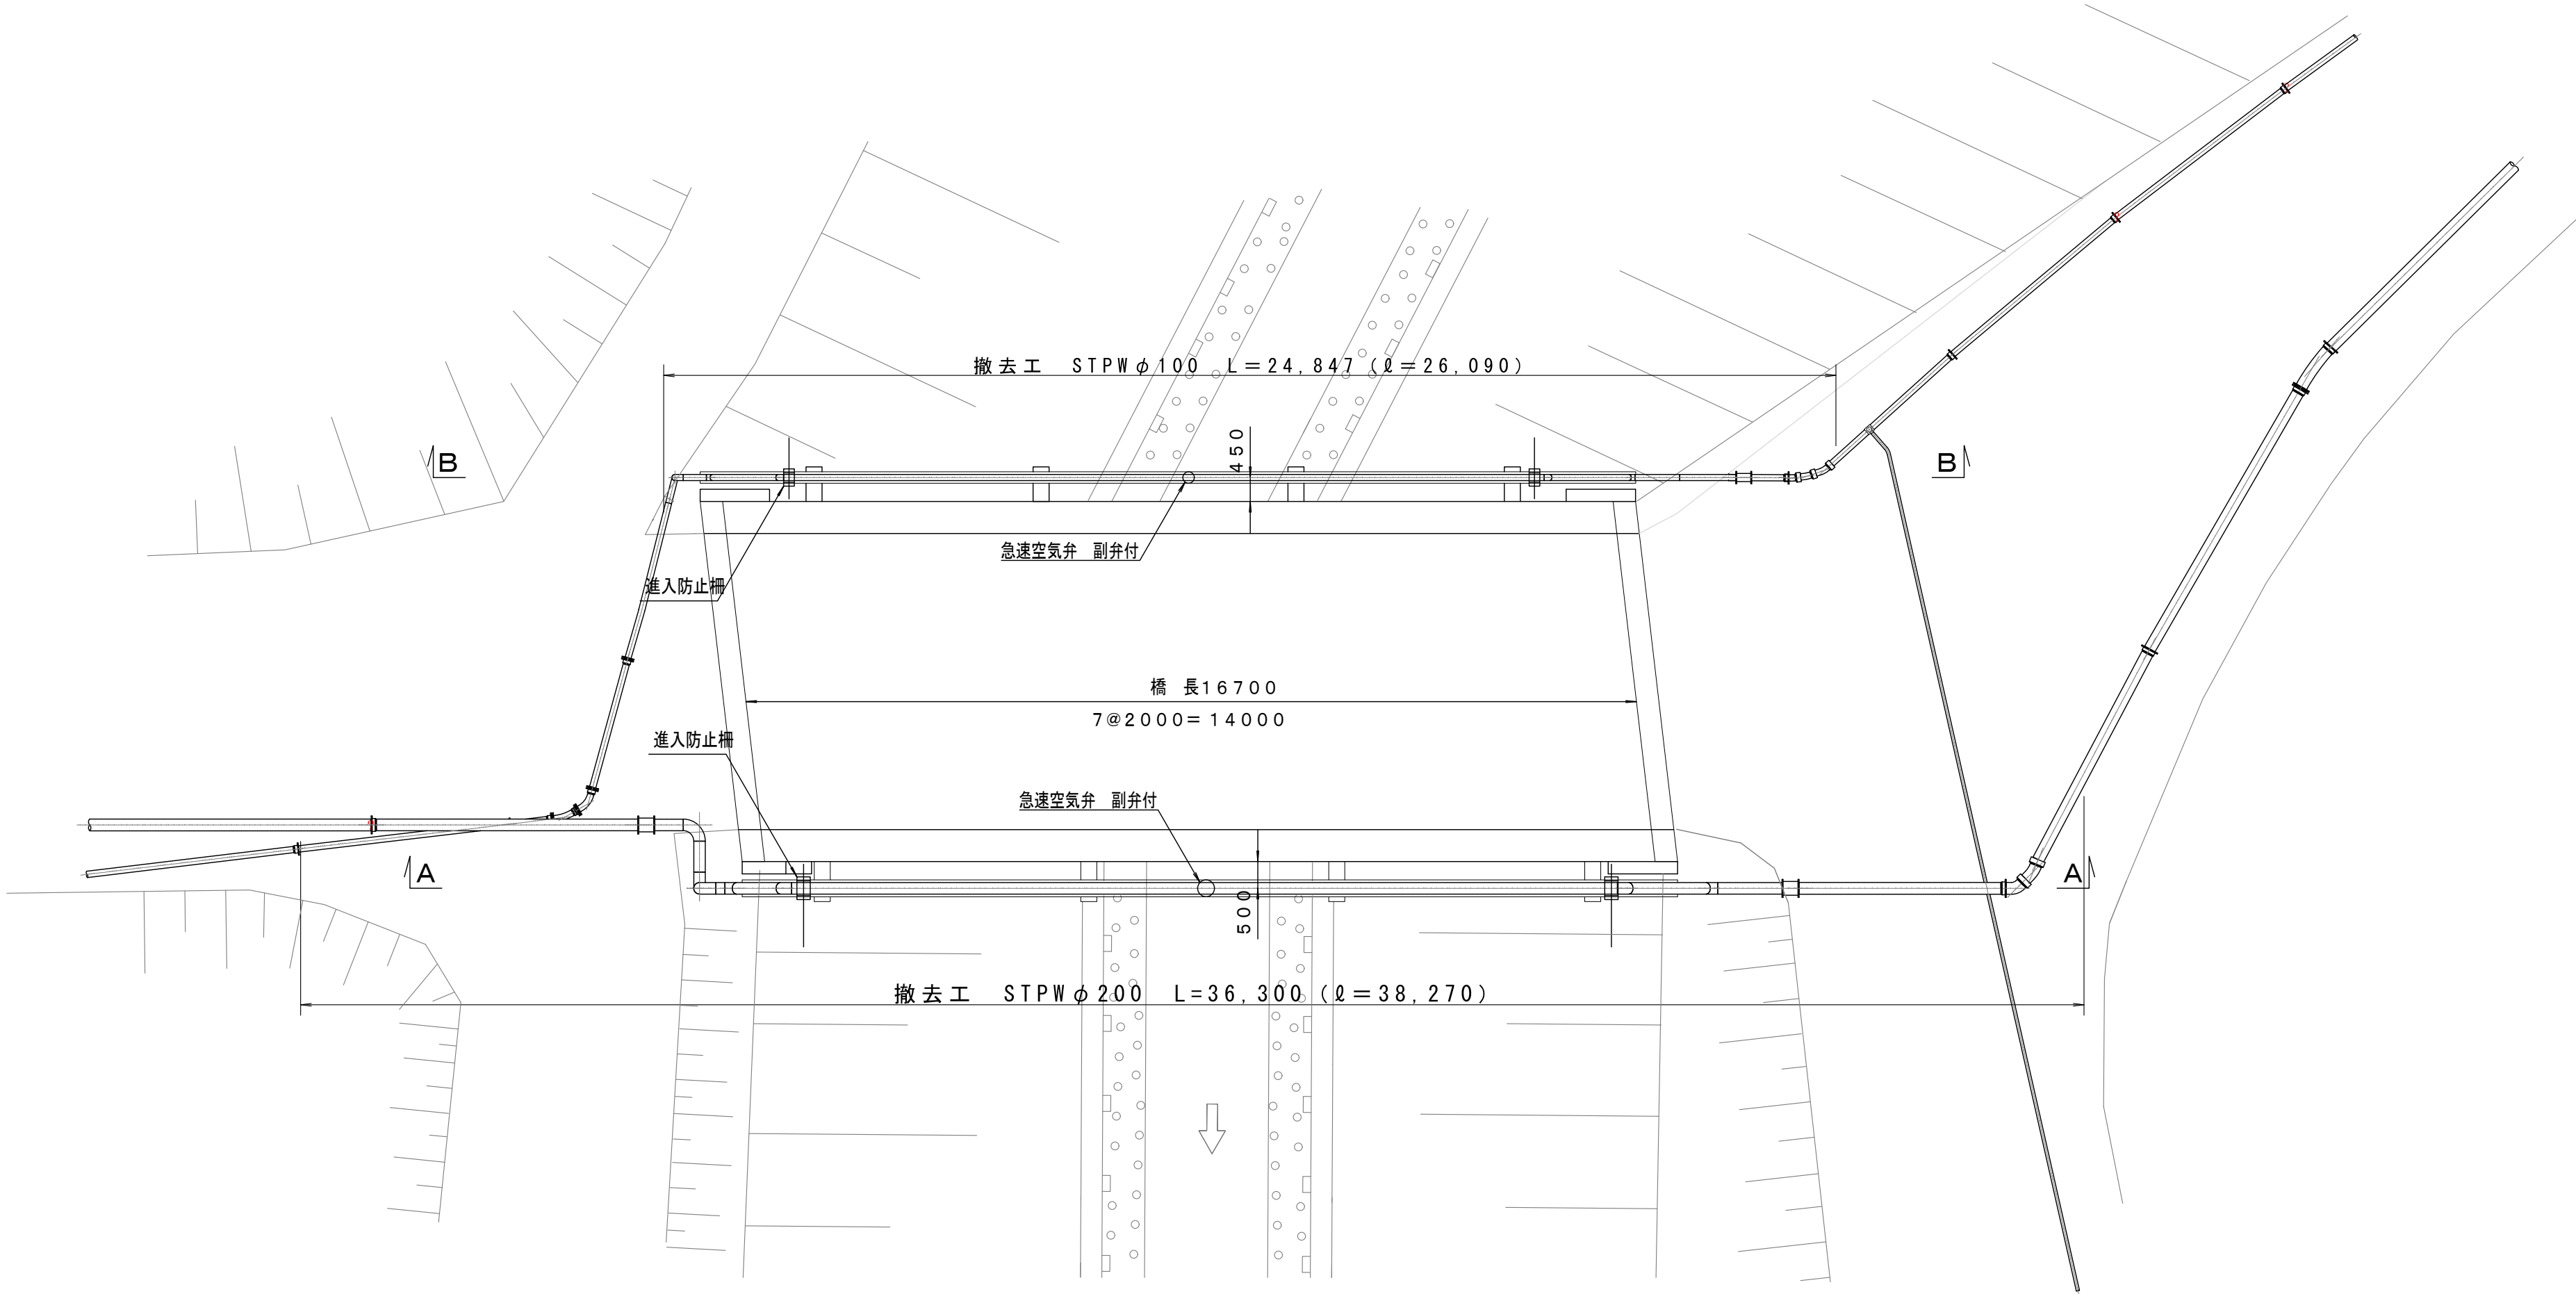 撤去工　STPWφ100　L=24,847（ℓ=26,090）
450
B
B
急速空気弁　副弁付
進入防止柵
橋　長16700
7@2000=14000
進入防止柵
急速空気弁　副弁付
A
A
500
撤去工　STPWφ200　L=36,300（ℓ=38,270）